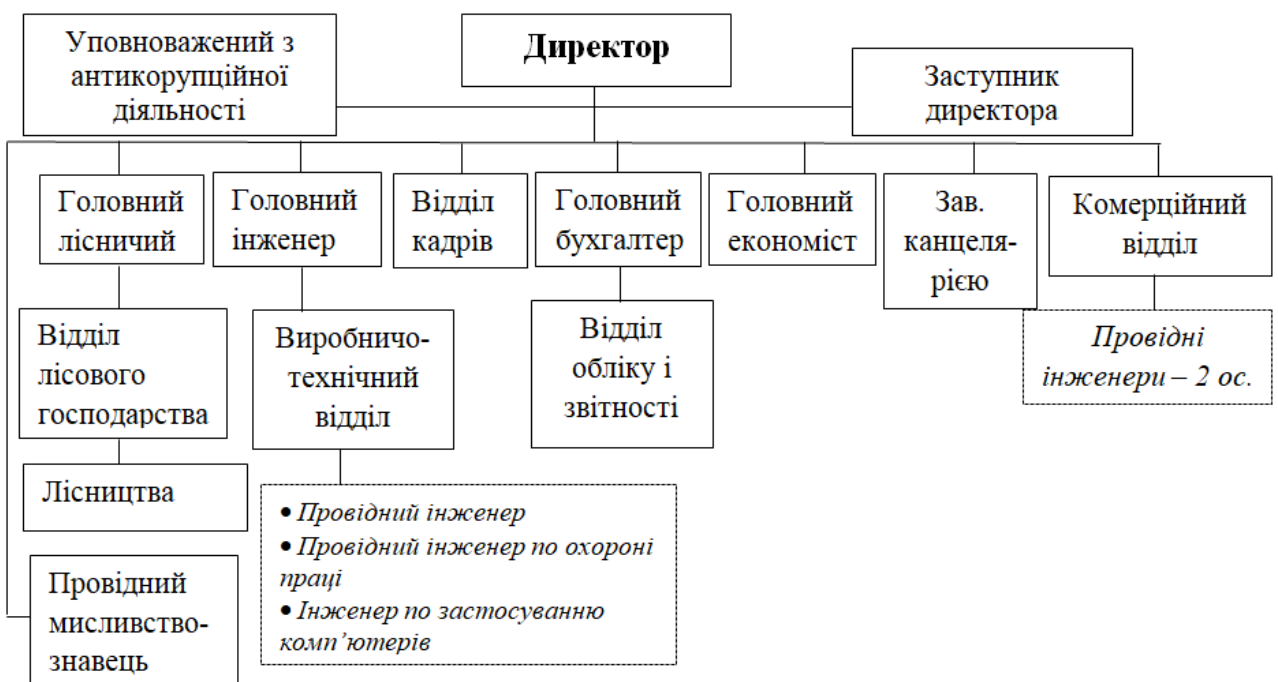 Уповноважений з
антикорупційної
діяльності
Директор
Заступник
директора
Головний
лісничий
Головний
інженер
Відділ
кадрів
Головний
бухгалтер
Головний
економіст
Зав.
канцеля-
рією
Комерційний
відділ
Відділ
лісового
господарства
Виробничо-
технічний
відділ
Відділ
обліку і
звітності
Провідні
інженери – 2 ос.
Лісництва
• Провідний інженер
• Провідний інженер по охороні
праці
• Інженер по застосуванню
комп’ютерів
Провідний
мисливство-
знавець